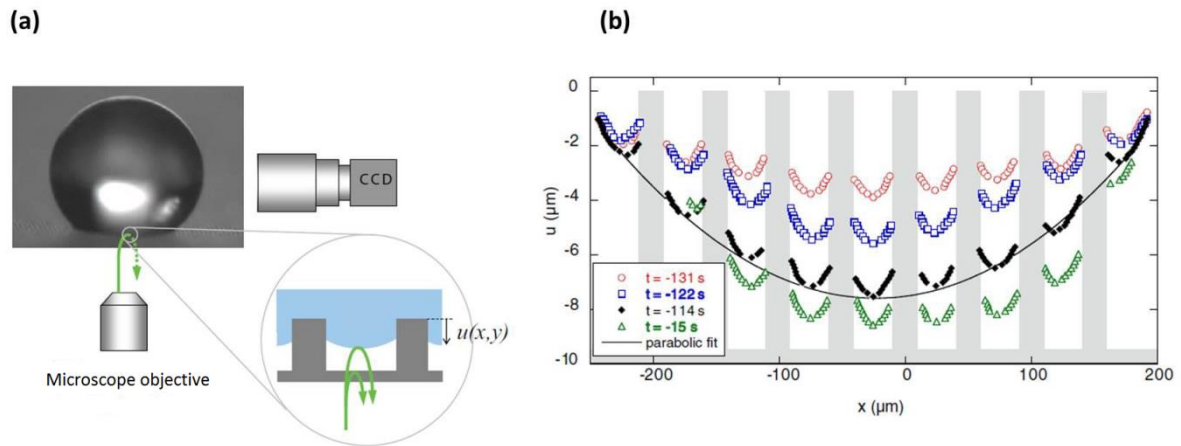 (a)
CCD
u(x,y)
Microscope objective
(b)
0
-2
-4
-6
-8
-10
u (μm)
t = -131 s
t = -122 s
t = -114 s
t = -15 s
parabolic fit
-200
-100
0
100
200
x (μm)